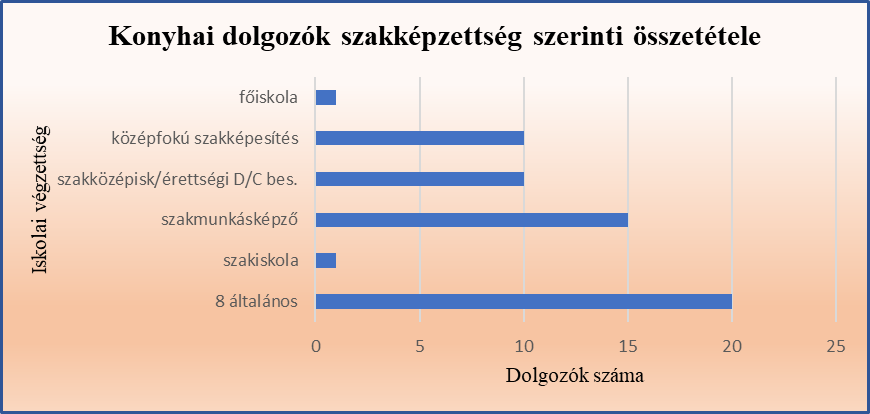 Konyhai dolgozók szakképzettség szerinti összetétele
Iskolai végzettség
főiskola
középfokú szakképesítés
szakközépisk/érettségi D/C bes.
szakmunkásképző
szakiskola
8 általános
0 5 10 15 20 25
Dolgozók száma